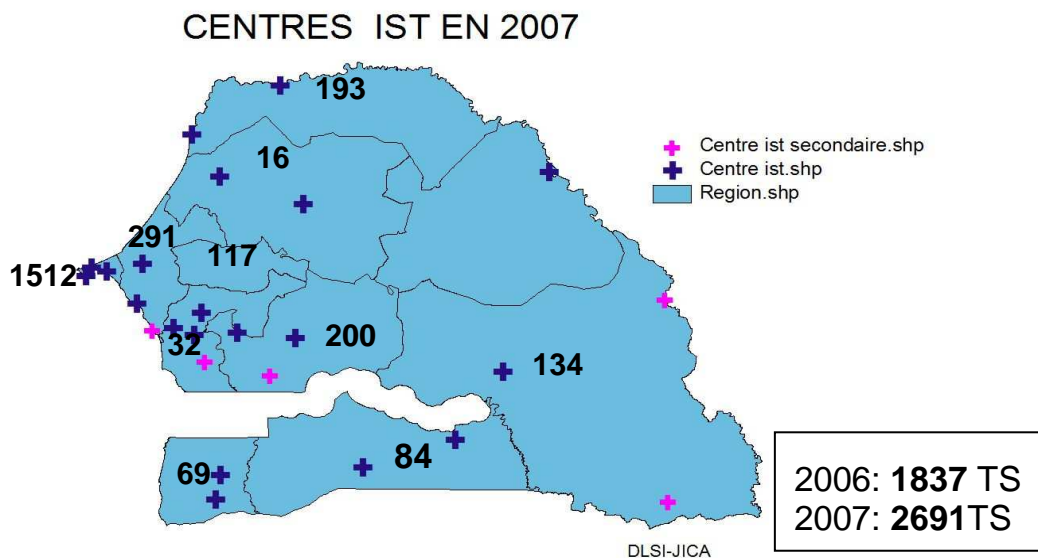 CENTRES IST EN 2007
193
Centre ist secondaire.shp
16
Centre ist.shp
Region.shp
291
117
1512
32
200
134
84
69
2006: 1837 TS
2007: 2691TS
DLSI-JICA